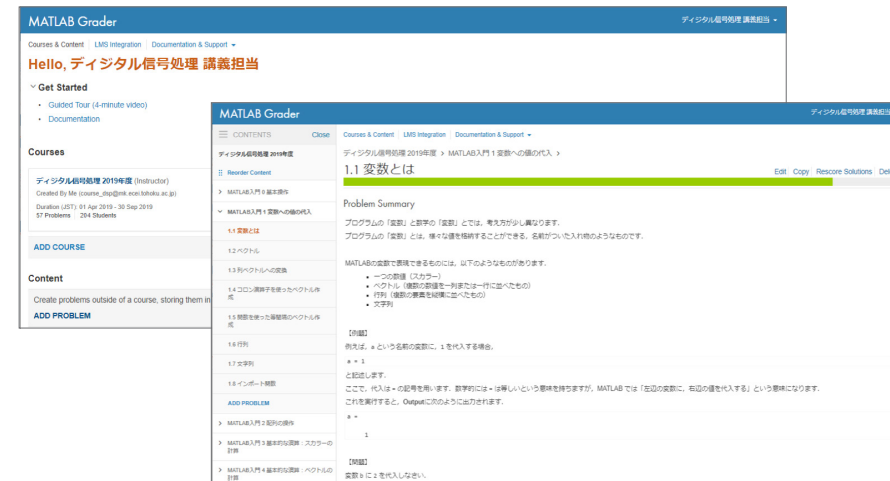 MATLAB Grader
ディジタル信号処理 講義担当
Courses & Content LMS Integration Documentation & Support
Hello, ディジタル信号処理 講義担当
Get Started
Guided Tour (4-minute video)
Documentation
Courses
ディジタル信号処理 2019年度 (Instructor)
Created By Me (course_dsp@mk.ecei.tohoku.ac.jp)
Duration (JST): 01 Apr 2019 - 30 Sep 2019
57 Problems 204 Students
ADD COURSE
Content
Create problems outside of a course, storing them in
ADD PROBLEM
MATLAB Grader
ディジタル信号処理 講義担当
CONTENTS Close
ディジタル信号処理 2019年度
Reorder Content
MATLAB入門 0 基本操作
MATLAB入門 1 変数への値の代入
1.1 変数とは
1.2 ベクトル
1.3 列ベクトルへの変換
1.4 コロン演算子を使ったベクトル作
成
1.5 関数を使った等間隔のベクトル作
成
1.6 行列
1.7 文字列
1.8 インポート関数
ADD PROBLEM
MATLAB入門 2 配列の操作
MATLAB入門 3 基本的な演算：スカラーの
計算
MATLAB入門 4 基本的な演算：ベクトルの
計算
Courses & Content LMS Integration Documentation & Support
ディジタル信号処理 2019年度 > MATLAB入門 1 変数への値の代入 >
1.1 変数とは
Edit Copy Rescore Solutions
Problem Summary
プログラムの「変数」と数学の「変数」とでは、考え方が少し異なります．
プログラムの「変数」とは、様々な値を格納することができる、名前がついた入れ物のようなものです．
MATLABの変数で表現できるものには、以下のようなものがあります．
一つの数値（スカラー）
ベクトル（複数の数値を一列または一行に並べたもの）
行列（複数の要素を縦横に並べたもの）
文字列
【例題】
例えば，a という名前の変数に，1 を代入する場合，
a = 1
と記述します．
ここで，代入は = の記号を用います．数学的には = は等しいという意味を持ちますが，MATLAB では「左辺の変数に，右辺の値を代入する」という意味になります．
これを実行すると，Outputに次のように出力されます．
a =
1
【問題】
変数 b に 2 を代入しなさい．